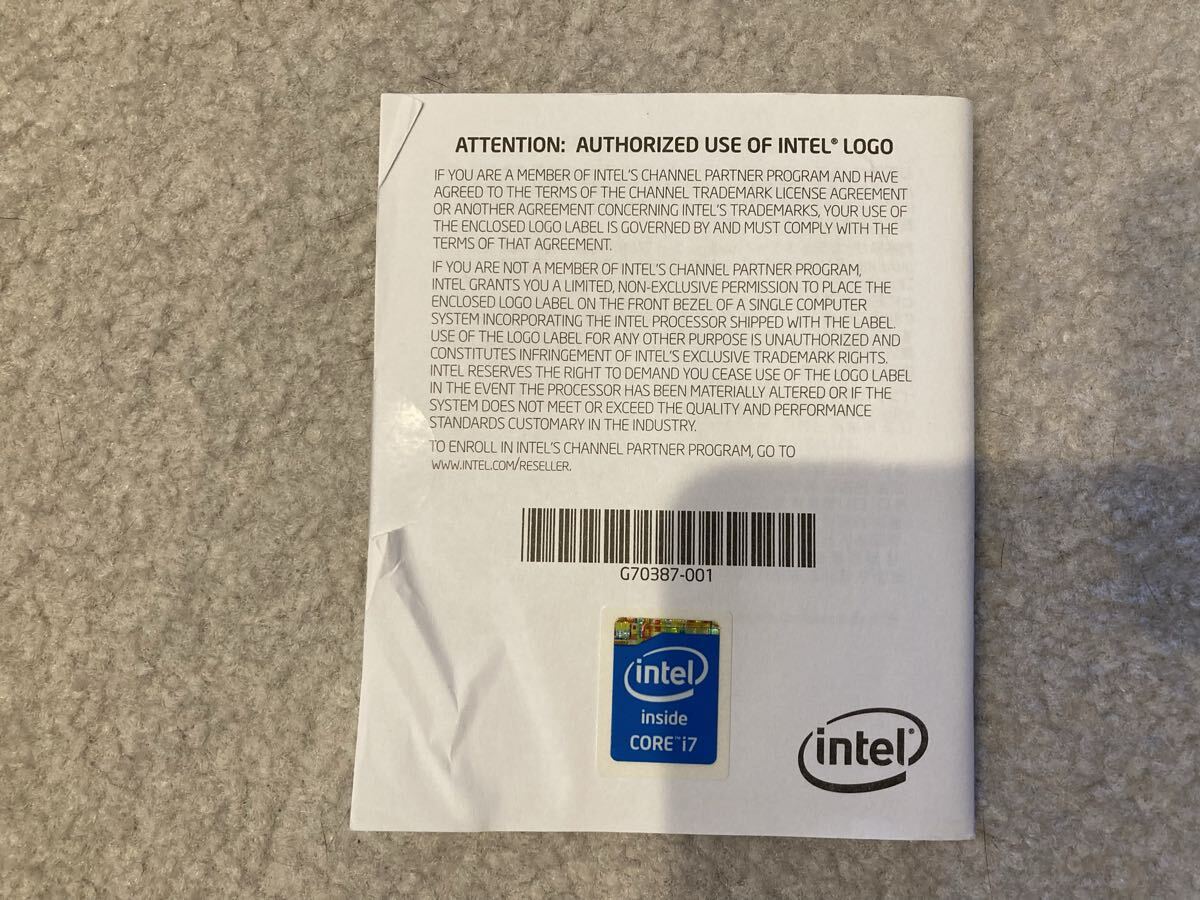 ATTENTION: AUTHORIZED USE OF INTEL® LOGO
IF YOU ARE A MEMBER OF INTEL'S CHANNEL PARTNER PROGRAM AND HAVE
AGREED TO THE TERMS OF THE CHANNEL TRADEMARK LICENSE AGREEMENT
OR ANOTHER AGREEMENT CONCERNING INTEL'S TRADEMARKS, YOUR USE OF
THE ENCLOSED LOGO LABEL IS GOVERNED BY AND MUST COMPLY WITH THE
TERMS OF THAT AGREEMENT.
IF YOU ARE NOT A MEMBER OF INTEL'S CHANNEL PARTNER PROGRAM,
INTEL GRANTS YOU A LIMITED, NON-EXCLUSIVE PERMISSION TO PLACE THE
ENCLOSED LOGO LABEL ON THE FRONT BEZEL OF A SINGLE COMPUTER
SYSTEM INCORPORATING THE INTEL PROCESSOR SHIPPED WITH THE LABEL.
USE OF THE LOGO LABEL FOR ANY OTHER PURPOSE IS UNAUTHORIZED AND
CONSTITUTES INFRINGEMENT OF INTEL'S EXCLUSIVE TRADEMARK RIGHTS.
INTEL RESERVES THE RIGHT TO DEMAND YOU CEASE USE OF THE LOGO LABEL
IN THE EVENT THE PROCESSOR HAS BEEN MATERIALLY ALTERED OR IF THE
SYSTEM DOES NOT MEET OR EXCEED THE QUALITY AND PERFORMANCE
STANDARDS CUSTOMARY IN THE INDUSTRY.
TO ENROLL IN INTEL'S CHANNEL PARTNER PROGRAM, GO TO
WWW.INTEL.COM/RESELLER.
G70387-001
intel
inside
CORE™ i7
intel®